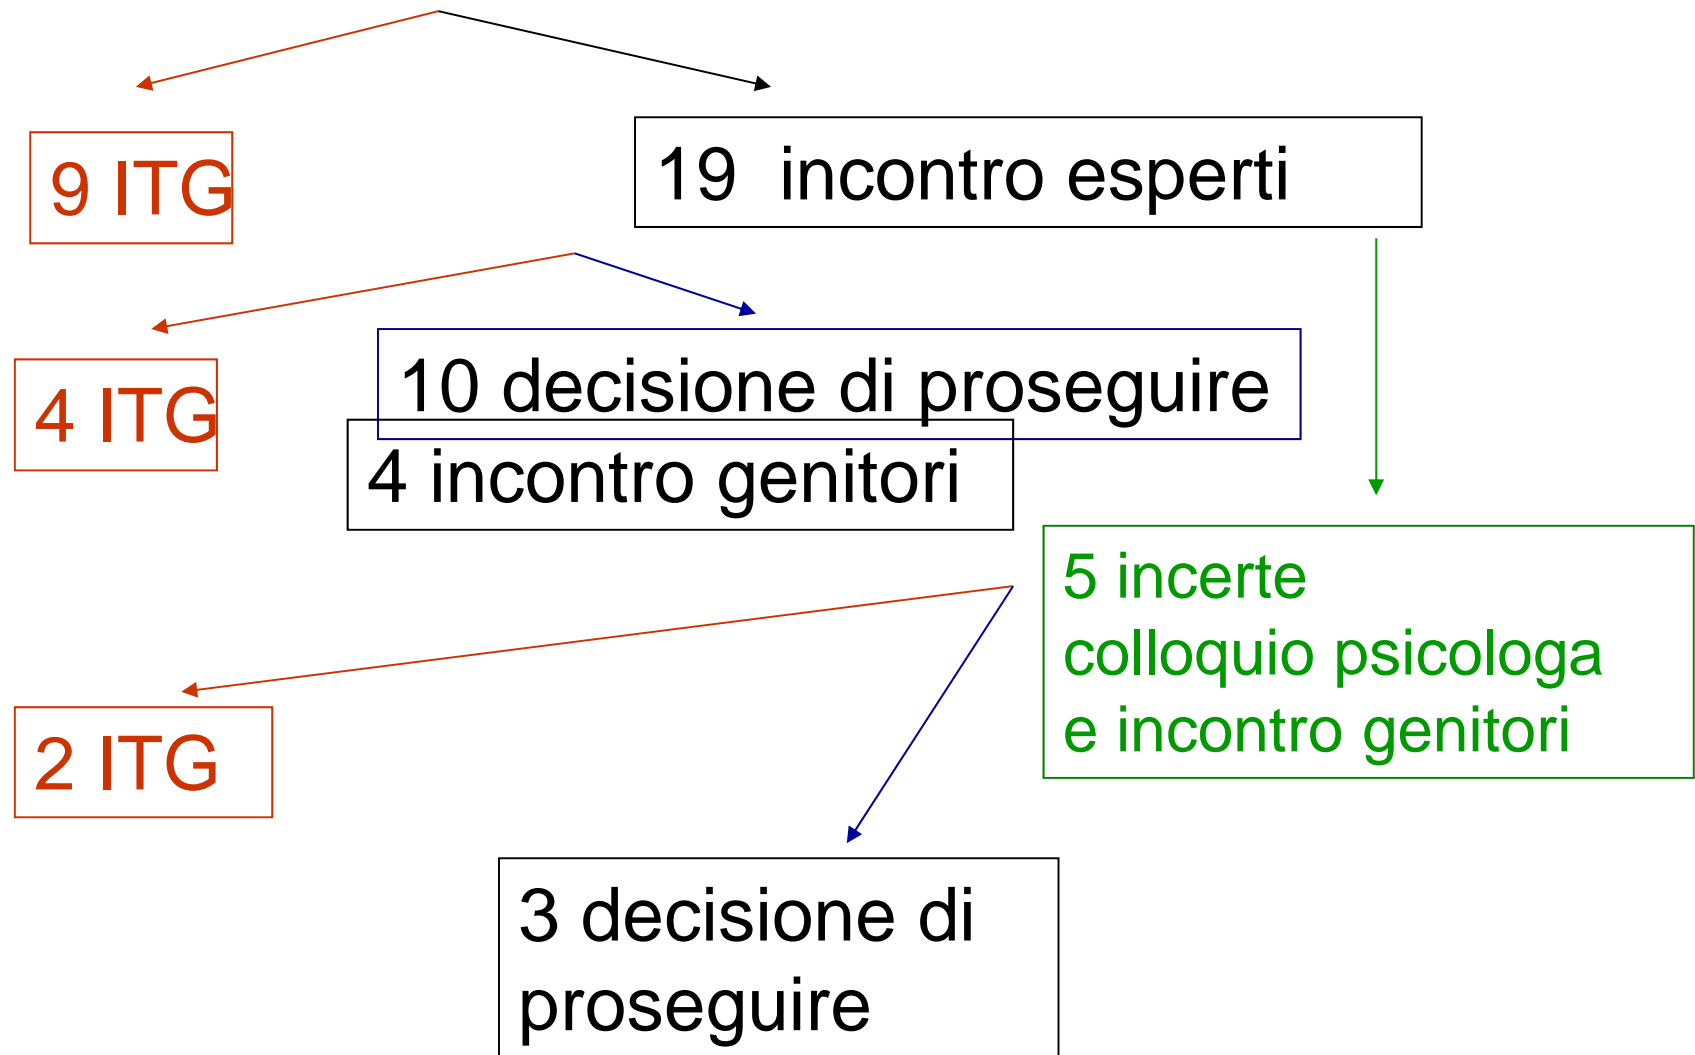 9 ITG
19 incontro esperti
4 ITG
10 decisione di proseguire
4 incontro genitori
5 incerte
colloquio psicologa
e incontro genitori
2 ITG
3 decisione di
proseguire